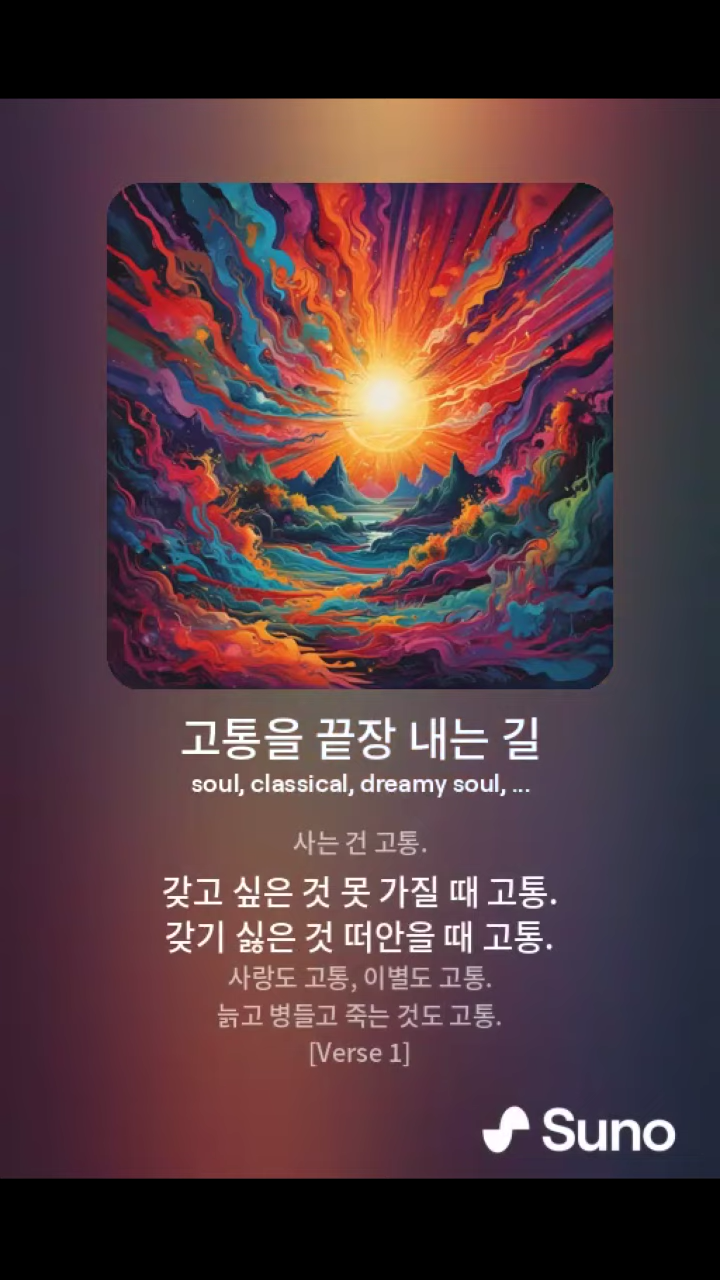 고통을 끝장 내는 길
soul, classical, dreamy soul, ...
사는 건 고통.
갖고 싶은 것 못 가질 때 고통.
갖기 싫은 것 떠안을 때 고통.
사랑도 고통, 이별도 고통.
늙고 병들고 죽는 것도 고통.
[Verse 1]
Suno